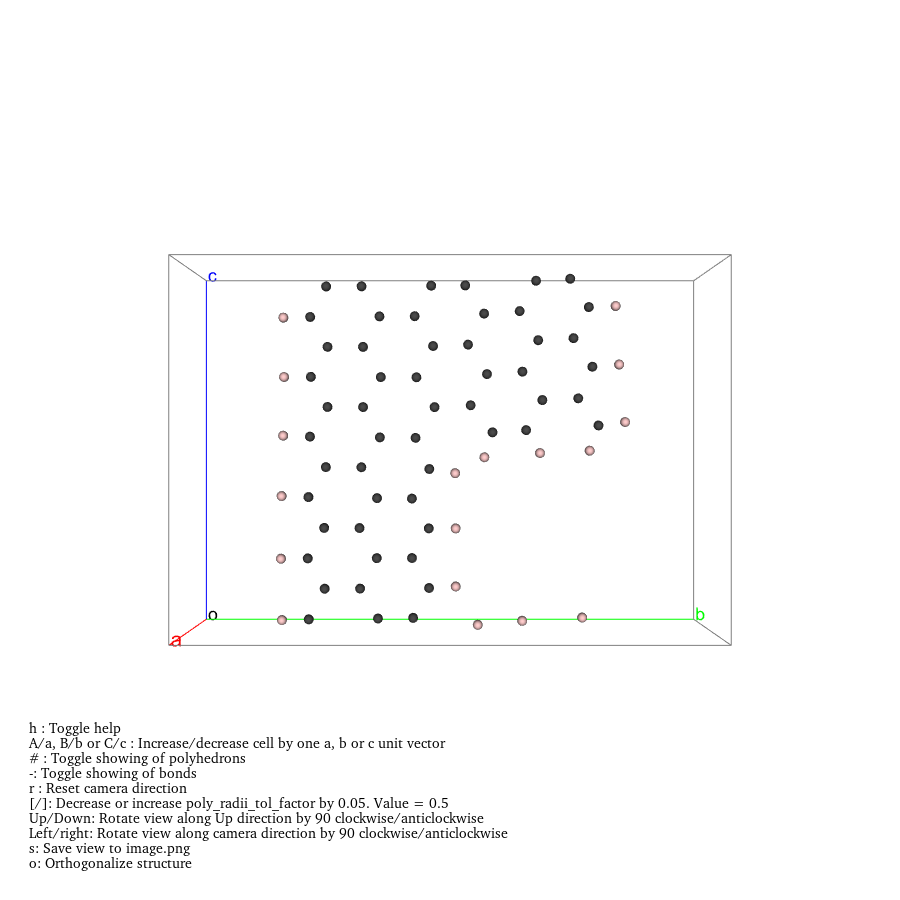 c
o
b
a
h : Toggle help
A/a, B/b or C/c : Increase/decrease cell by one a, b or c unit vector
# : Toggle showing of polyhedrons
-: Toggle showing of bonds
r : Reset camera direction
[/]: Decrease or increase poly_radii_tol_factor by 0.05. Value = 0.5
Up/Down: Rotate view along Up direction by 90 clockwise/anticlockwise
Left/right: Rotate view along camera direction by 90 clockwise/anticlockwise
s: Save view to image.png
o: Orthogonalize structure